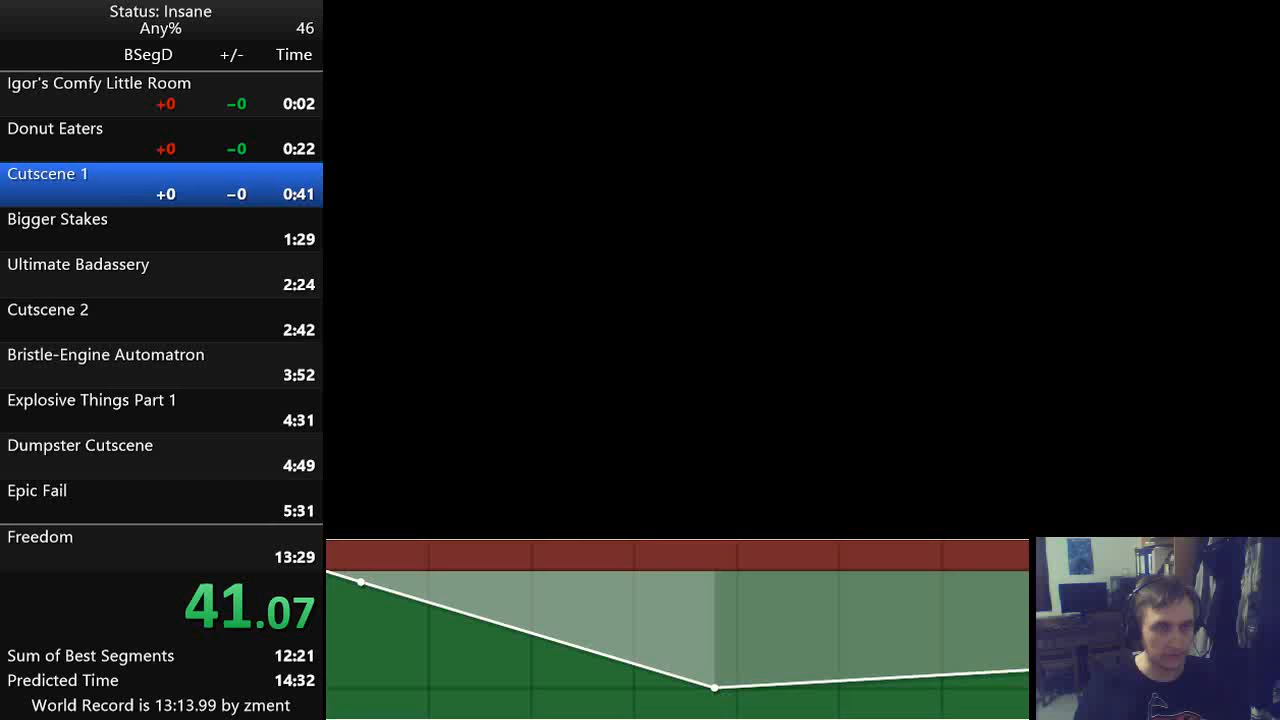 Status: Insane
Any% 46
BSegD +/- Time
Igor's Comfy Little Room
+0 −0 0:02
Donut Eaters
+0 −0 0:22
Cutscene 1
+0 −0 0:41
Bigger Stakes
1:29
Ultimate Badassery
2:24
Cutscene 2
2:42
Bristle-Engine Automatron
3:52
Explosive Things Part 1
4:31
Dumpster Cutscene
4:49
Epic Fail
5:31
Freedom
13:29
41.07
Sum of Best Segments 12:21
Predicted Time 14:32
World Record is 13:13.99 by zment